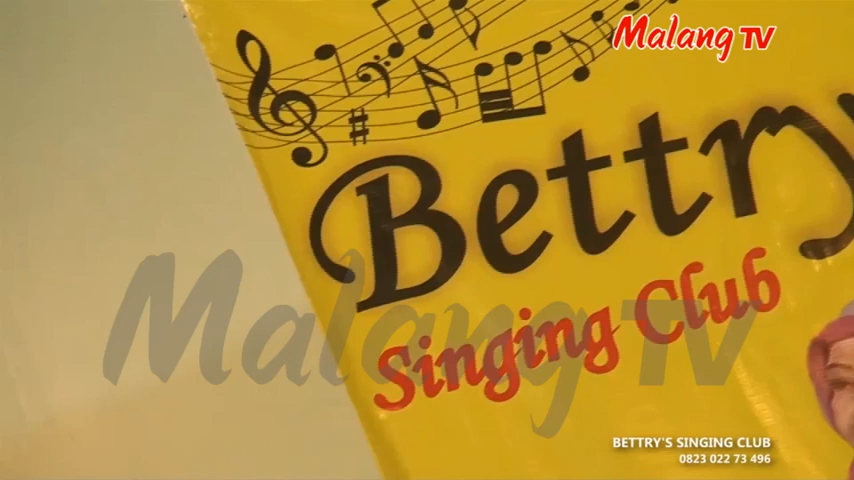 Malang TV
Bettry
Singing Club
Malang TV
BETTRY'S SINGING CLUB
0823 022 73 496